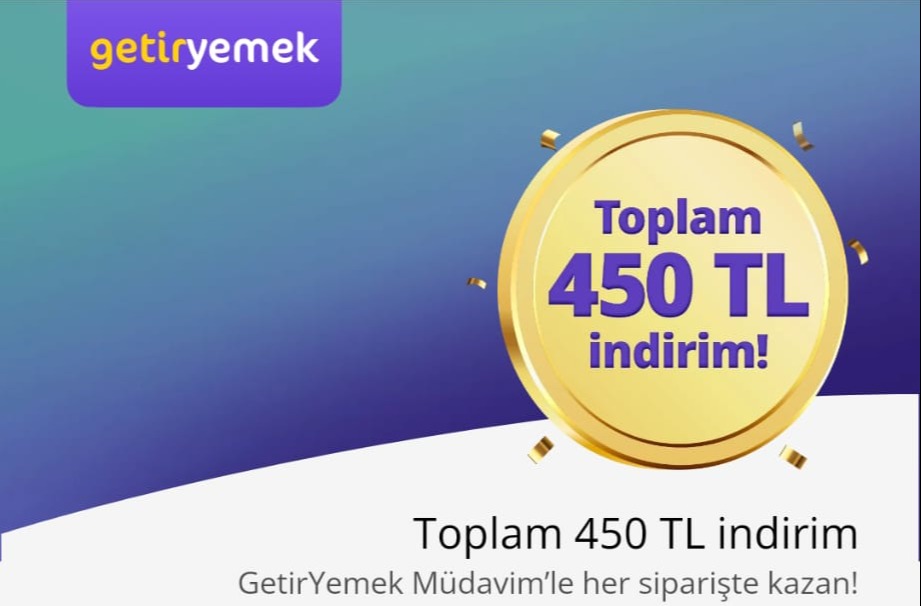 getiryemek
Toplam
450 TL
indirim!
Toplam 450 TL indirim
GetirYemek Müdavim’le her siparişte kazan!